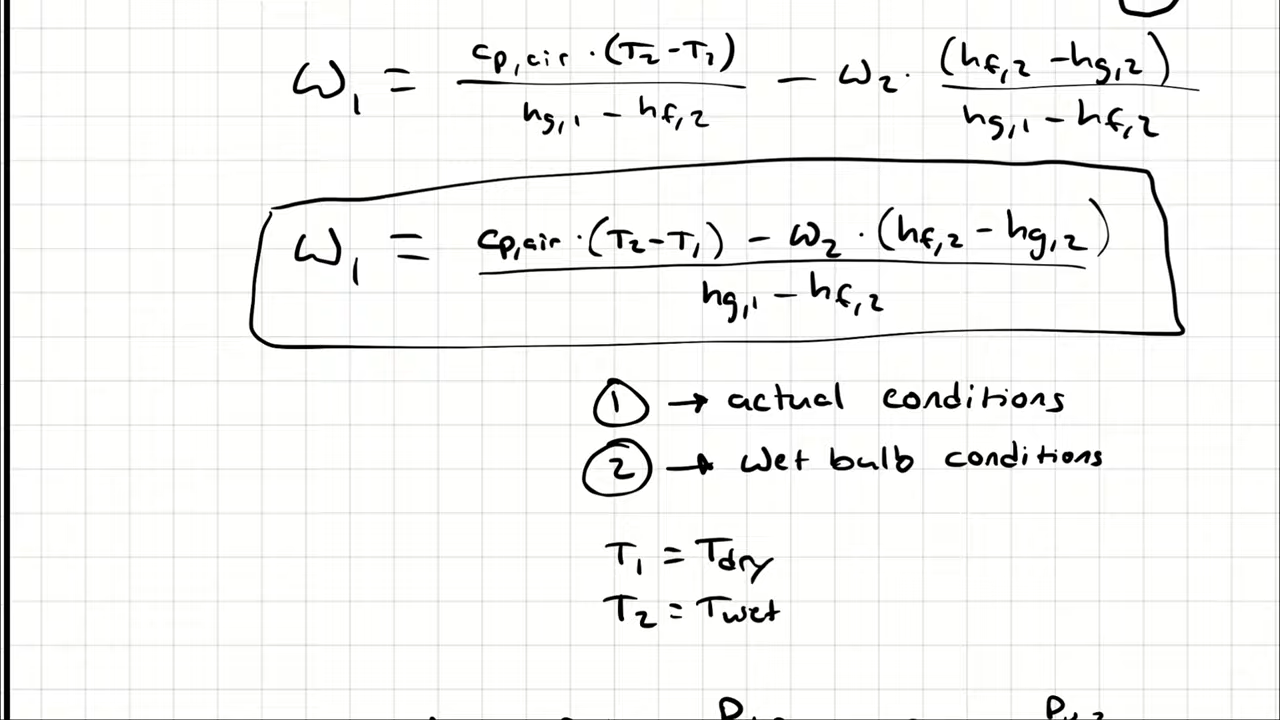 ω₁ = cp,air · (T₂ - T₁) / hg,1 - hf,2 - ω₂ · (hf,2 - hg,2) / hg,1 - hf,2
ω₁ = cp,air · (T₂ - T₁) - ω₂ · (hf,2 - hg,2) / hg,1 - hf,2
① → actual conditions
② → wet bulb conditions
T₁ = Tdry
T₂ = Twet